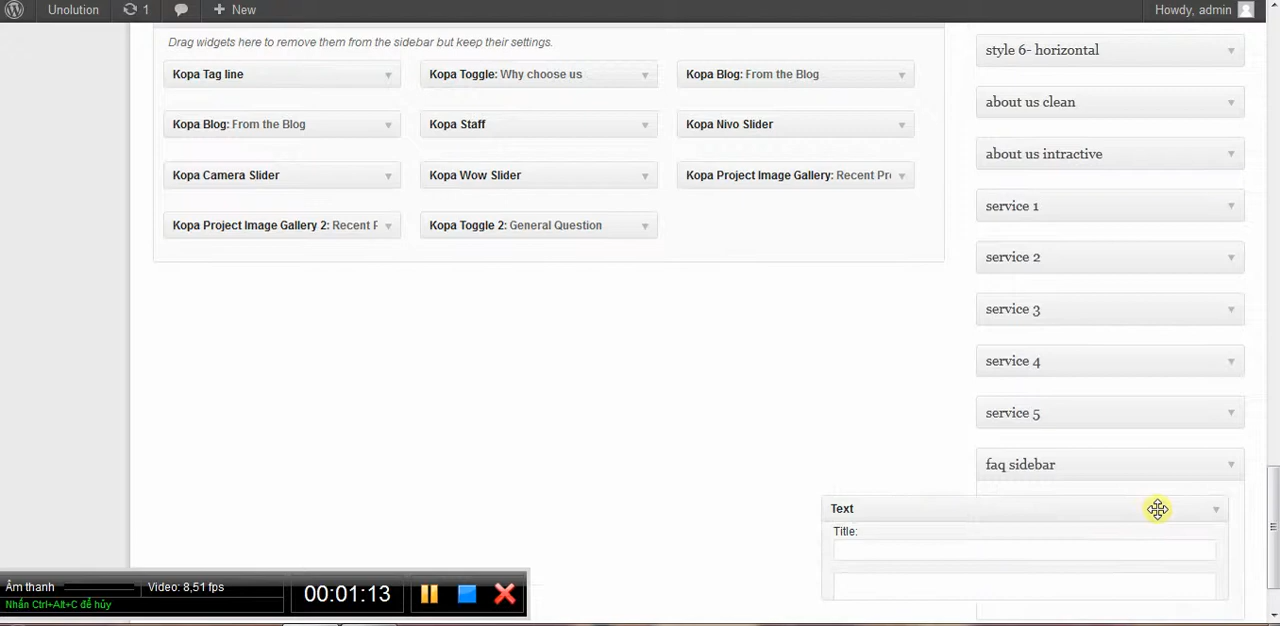 Unolution 1 New Howdy, admin
Drag widgets here to remove them from the sidebar but keep their settings.
Kopa Tag line
Kopa Toggle: Why choose us
Kopa Blog: From the Blog
Kopa Blog: From the Blog
Kopa Staff
Kopa Nivo Slider
Kopa Camera Slider
Kopa Wow Slider
Kopa Project Image Gallery: Recent Pr
Kopa Project Image Gallery 2: Recent P
Kopa Toggle 2: General Question
style 6- horizontal
about us clean
about us intractive
service 1
service 2
service 3
service 4
service 5
faq sidebar
Text
Title:
Âm thanh
Video: 8,51 fps
Nhấn Ctrl+Alt+C để hủy
00:01:13